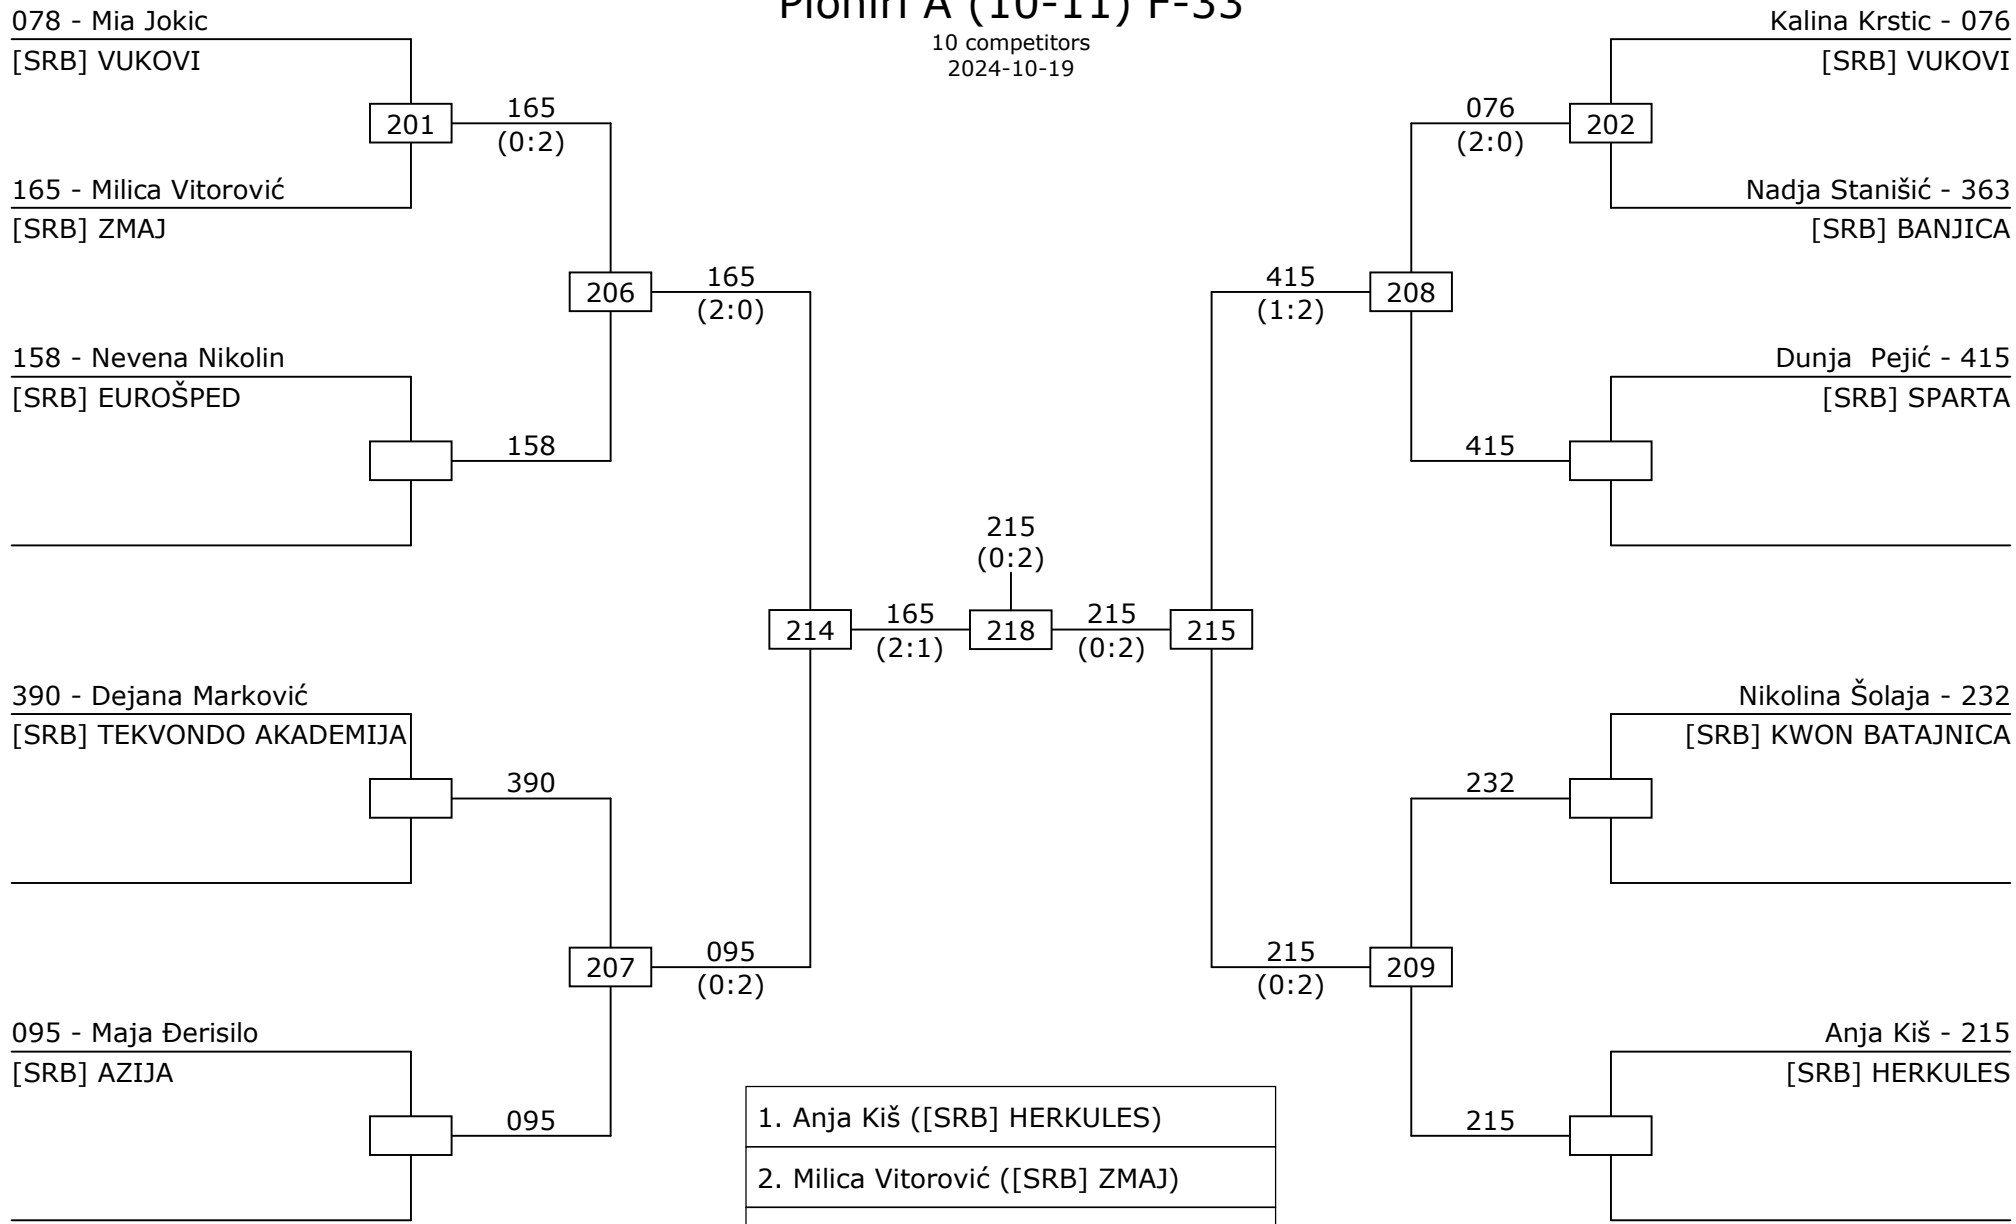 Pioniri A (10-11) F-33
10 competitors
2024-10-19
078 - Mia Jokic
[SRB] VUKOVI
201
165
(0:2)
165 - Milica Vitorović
[SRB] ZMAJ
206
165
(2:0)
158 - Nevena Nikolin
[SRB] EUROŠPED
158
214
165
(2:1)
390 - Dejana Marković
[SRB] TEKVONDO AKADEMIJA
390
207
095
(0:2)
095 - Maja Đerisilo
[SRB] AZIJA
095
215
(0:2)
218
Kalina Krstic - 076
[SRB] VUKOVI
076
(2:0)
202
Nadja Stanišić - 363
[SRB] BANJICA
415
(1:2)
208
Dunja  Pejić - 415
[SRB] SPARTA
415
215
(0:2)
215
Nikolina Šolaja - 232
[SRB] KWON BATAJNICA
232
215
(0:2)
209
Anja Kiš - 215
[SRB] HERKULES
215
1. Anja Kiš ([SRB] HERKULES)
2. Milica Vitorović ([SRB] ZMAJ)